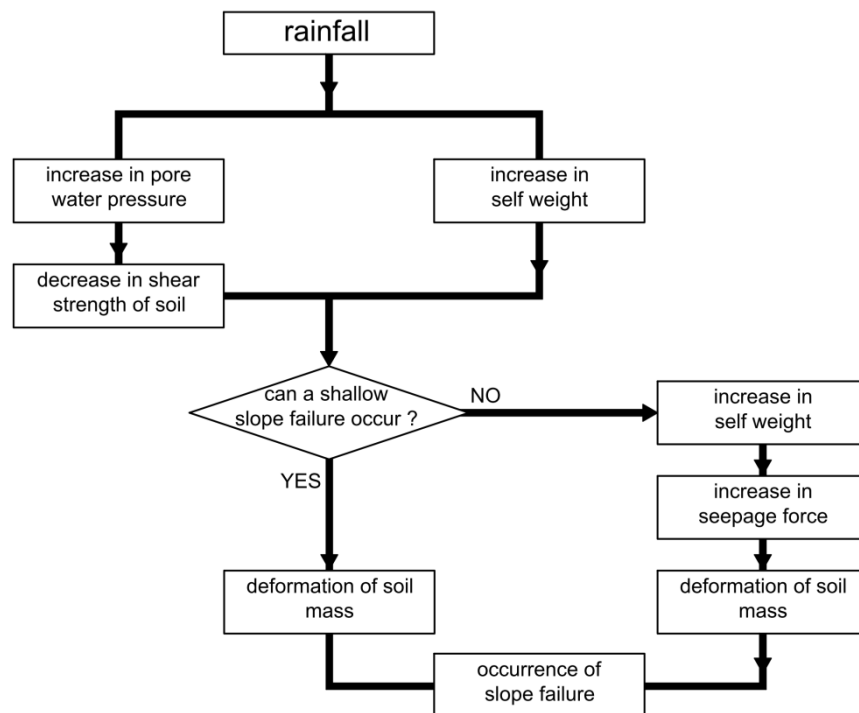 rainfall
increase in pore
water pressure
increase in
self weight
decrease in shear
strength of soil
can a shallow
slope failure occur ?
NO
increase in
self weight
YES
increase in
seepage force
deformation of soil
mass
deformation of soil
mass
occurrence of
slope failure